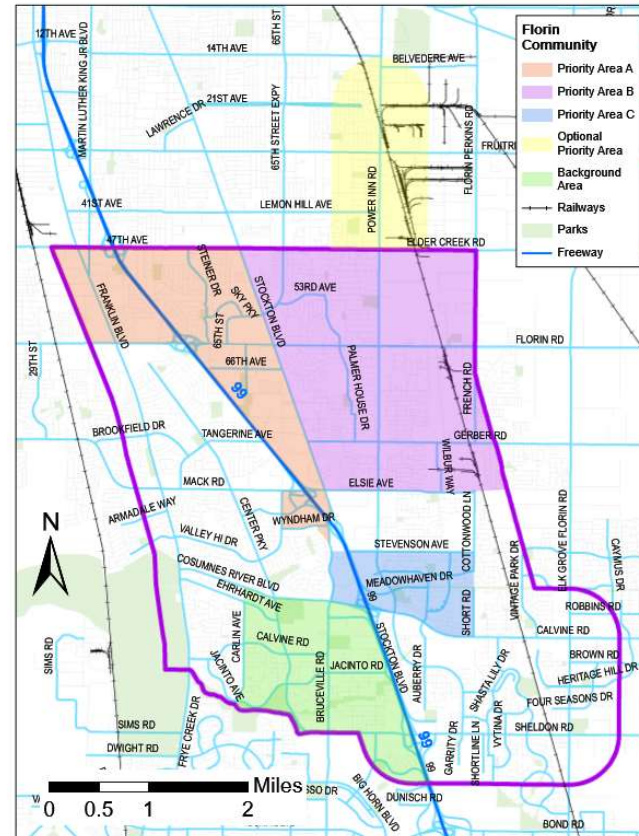 12TH AVE
65TH ST
14TH AVE
BELVEDERE AVE
MARTIN LUTHER KING JR BLVD
21ST AVE
LAWRENCE DR
65TH STREET EXPY
FLORIN PERKINS RD
41ST AVE
LEMON HILL AVE
POWER INN RD
47TH AVE
ELDER CREEK RD
STEINER DR
SKY PKY
STOCKTON BLVD
53RD AVE
FRANKLIN BLVD
65TH ST
29TH ST
66TH AVE
99
PALMER HOUSE DR
FLORIN RD
FRENCH RD
BROOKFIELD DR
TANGERINE AVE
GERBER RD
WILBUR WAY
MACK RD
ELSIE AVE
ARMADALE WAY
CENTER PKY
WYNDHAM DR
VALLEY HI DR
STEVENSON AVE
COTTONWOOD LN
COSUMNES RIVER BLVD
EHRHARDT AVE
MEADOWHAVEN DR
99
SHORT RD
VINTAGE PARK DR
ELK GROVE FLORIN RD
CAYMUS DR
ROBBINS RD
CARLIN AVE
CALVINE RD
STOCKTON BLVD
CALVINE RD
SIMS RD
JACINTO AVE
BRUCEVILLE RD
JACINTO RD
AUBERRY DR
SHASTA LILY DR
BROWN RD
HERITAGE HILL DR
FOUR SEASONS DR
VYTINA DR
SIMS RD
FRYE CREEK DR
DWIGHT RD
99
99
GARRITY DR
SHORTLINE LN
SHELDON RD
BIG HORN BLVD
DUNISCH RD
BOND RD
N
Miles
0 0.5 1 2
Florin
Community
Priority Area A
Priority Area B
Priority Area C
Optional
Priority Area
Background
Area
Railways
Parks
Freeway